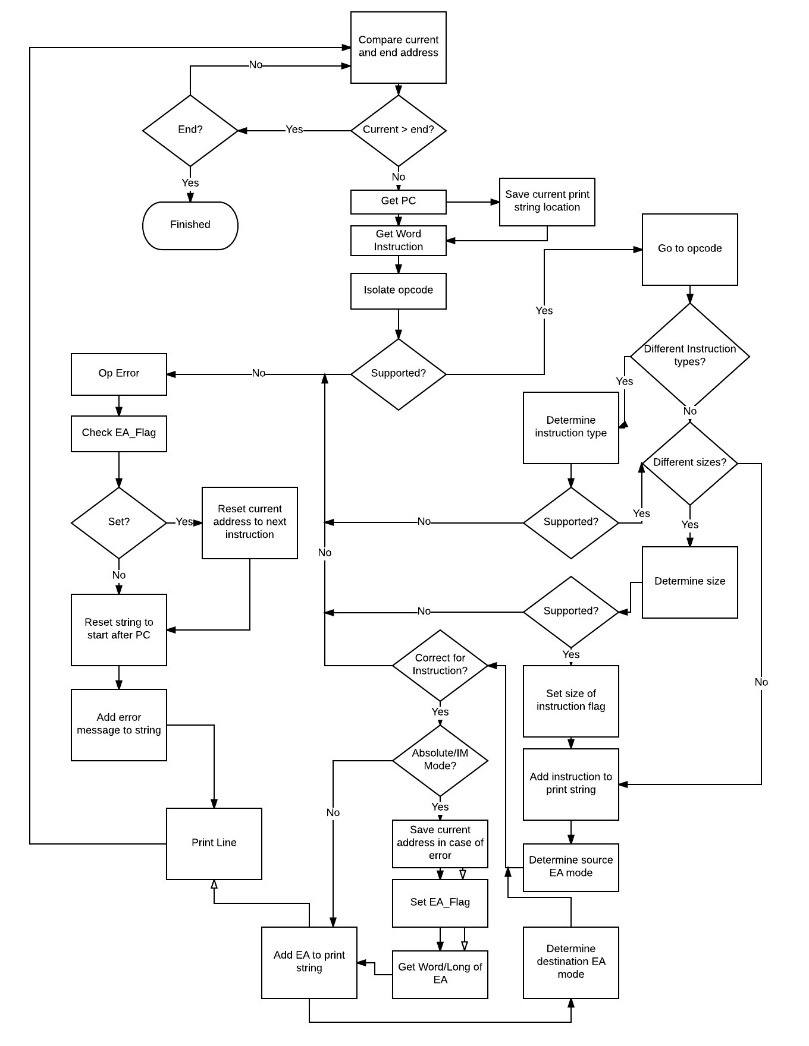 Compare current
and end address
No
End?
Yes
Current > end?
Yes
No
Finished
Get PC
Save current print
string location
Get Word
Instruction
Go to opcode
Isolate opcode
Yes
Different Instruction
types?
Op Error
No
Supported?
Yes
No
Determine
instruction type
Check EA_Flag
Different sizes?
Set?
Yes
Reset current
address to next
instruction
No
Supported?
Yes
Yes
No
No
Determine size
Reset string to
start after PC
No
Supported?
Yes
Correct for
Instruction?
No
Set size of
instruction flag
Yes
Add error
message to string
Absolute/IM
Mode?
Add instruction to
print string
No
Yes
Print Line
Save current
address in case of
error
Determine source
EA mode
Set EA_Flag
Add EA to print
string
Get Word/Long of
EA
Determine
destination EA
mode